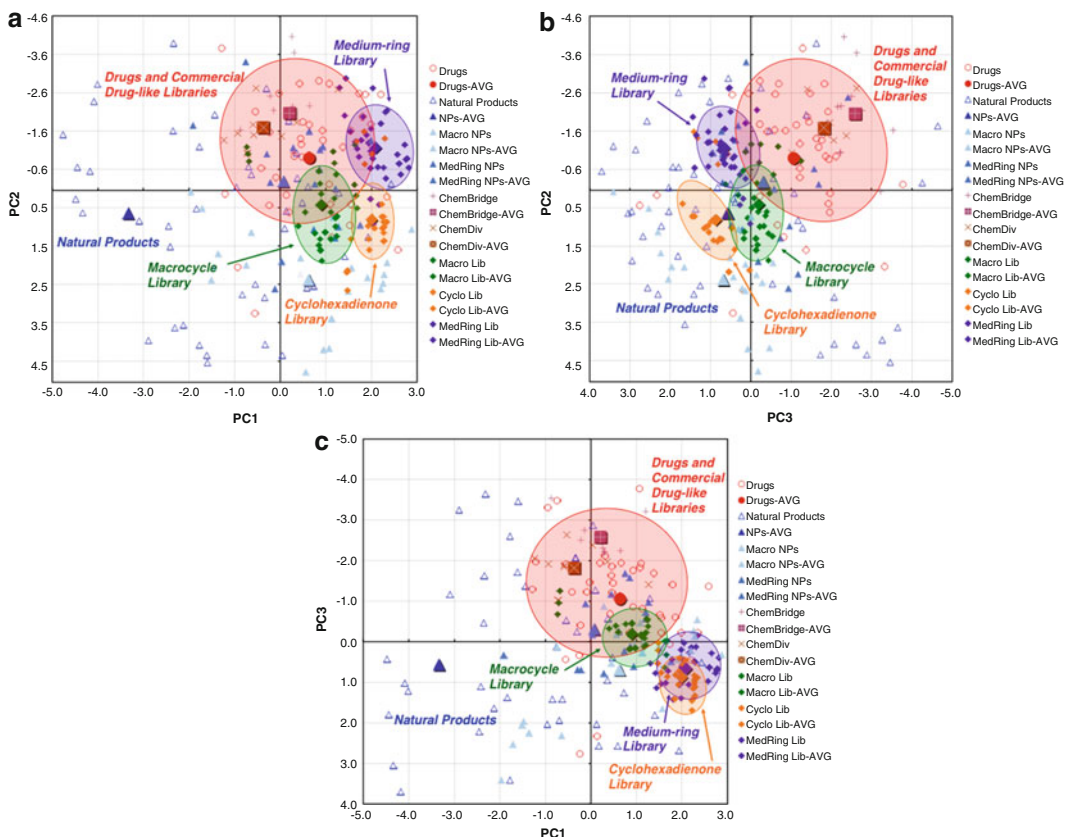 a
-4.6
-3.6
-2.6
-1.6
-0.6
0.5
1.5
2.5
3.5
4.5
PC2
-5.0 -4.0 -3.0 -2.0 -1.0 0.0 1.0 2.0 3.0
PC1
Drugs and Commercial
Drug-like Libraries
Medium-ring
Library
Natural Products
Macrocycle
Library
Cyclohexadienone
Library
Drugs
Drugs-AVG
Natural Products
NPs-AVG
Macro NPs
Macro NPs-AVG
MedRing NPs
MedRing NPs-AVG
ChemBridge
ChemBridge-AVG
ChemDiv
ChemDiv-AVG
Macro Lib
Macro Lib-AVG
Cyclo Lib
Cyclo Lib-AVG
MedRing Lib
MedRing Lib-AVG
b
-4.6
-3.6
-2.6
-1.6
-0.6
0.5
1.5
2.5
3.5
4.5
PC2
4.0 3.0 2.0 1.0 0.0 -1.0 -2.0 -3.0 -4.0 -5.0
PC3
Drugs and
Commercial
Drug-like
Libraries
Medium-ring
Library
Macrocycle
Library
Natural Products
Cyclohexadienone
Library
Drugs
Drugs-AVG
Natural Products
NPs-AVG
Macro NPs
Macro NPs-AVG
MedRing NPs
MedRing NPs-AVG
ChemBridge
ChemBridge-AVG
ChemDiv
ChemDiv-AVG
Macro Lib
Macro Lib-AVG
Cyclo Lib
Cyclo Lib-AVG
MedRing Lib
MedRing Lib-AVG
c
-5.0
-4.0
-3.0
-2.0
-1.0
0.0
1.0
2.0
3.0
4.0
PC3
-5.0 -4.0 -3.0 -2.0 -1.0 0.0 1.0 2.0 3.0
PC1
Drugs and
Commercial
Drug-like
Libraries
Macrocycle
Library
Natural Products
Medium-ring
Library
Cyclohexadienone
Library
Drugs
Drugs-AVG
Natural Products
NPs-AVG
Macro NPs
Macro NPs-AVG
MedRing NPs
MedRing NPs-AVG
ChemBridge
ChemBridge-AVG
ChemDiv
ChemDiv-AVG
Macro Lib
Macro Lib-AVG
Cyclo Lib
Cyclo Lib-AVG
MedRing Lib
MedRing Lib-AVG